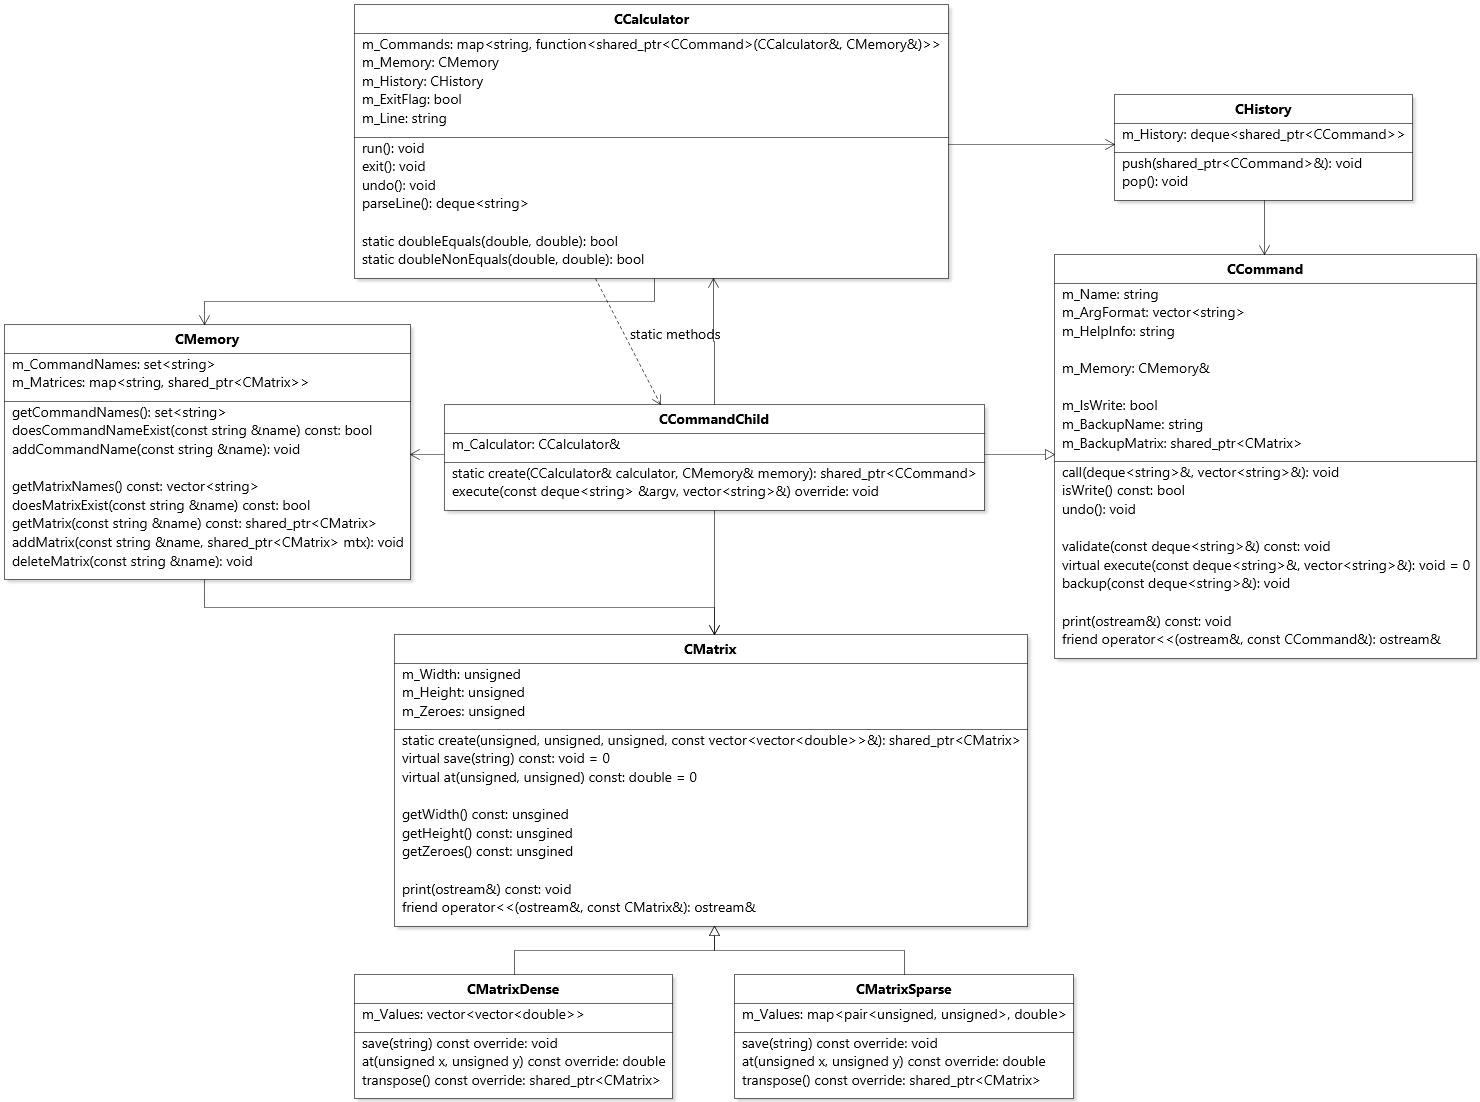 CCalculator
m_Commands: map<string, function<shared_ptr<CCommand>(CCalculator&, CMemory&)>>
m_Memory: CMemory
m_History: CHistory
m_ExitFlag: bool
m_Line: string
run(): void
exit(): void
undo(): void
parseLine(): deque<string>
static doubleEquals(double, double): bool
static doubleNonEquals(double, double): bool
CHistory
m_History: deque<shared_ptr<CCommand>>
push(shared_ptr<CCommand>&): void
pop(): void
static methods
CMemory
m_CommandNames: set<string>
m_Matrices: map<string, shared_ptr<CMatrix>>
getCommandNames(): set<string>
doesCommandNameExist(const string &name) const: bool
addCommandName(const string &name): void
getMatrixNames() const: vector<string>
doesMatrixExist(const string &name) const: bool
getMatrix(const string &name) const: shared_ptr<CMatrix>
addMatrix(const string &name, shared_ptr<CMatrix> mtx): void
deleteMatrix(const string &name): void
CCommandChild
m_Calculator: CCalculator&
static create(CCalculator& calculator, CMemory& memory): shared_ptr<CCommand>
execute(const deque<string> &argv, vector<string>&) override: void
CCommand
m_Name: string
m_ArgFormat: vector<string>
m_HelpInfo: string
m_Memory: CMemory&
m_IsWrite: bool
m_BackupName: string
m_BackupMatrix: shared_ptr<CMatrix>
call(deque<string>&, vector<string>&): void
isWrite() const: bool
undo(): void
validate(const deque<string>&) const: void
virtual execute(const deque<string>&, vector<string>&): void = 0
backup(const deque<string>&): void
print(ostream&) const: void
friend operator<<(ostream&, const CCommand&): ostream&
CMatrix
m_Width: unsigned
m_Height: unsigned
m_Zeroes: unsigned
static create(unsigned, unsigned, unsigned, const vector<vector<double>>&): shared_ptr<CMatrix>
virtual save(string) const: void = 0
virtual at(unsigned, unsigned) const: double = 0
getWidth() const: unsgined
getHeight() const: unsgined
getZeroes() const: unsgined
print(ostream&) const: void
friend operator<<(ostream&, const CMatrix&): ostream&
CMatrixDense
m_Values: vector<vector<double>>
save(string) const override: void
at(unsigned x, unsigned y) const override: double
transpose() const override: shared_ptr<CMatrix>
CMatrixSparse
m_Values: map<pair<unsigned, unsigned>, double>
save(string) const override: void
at(unsigned x, unsigned y) const override: double
transpose() const override: shared_ptr<CMatrix>